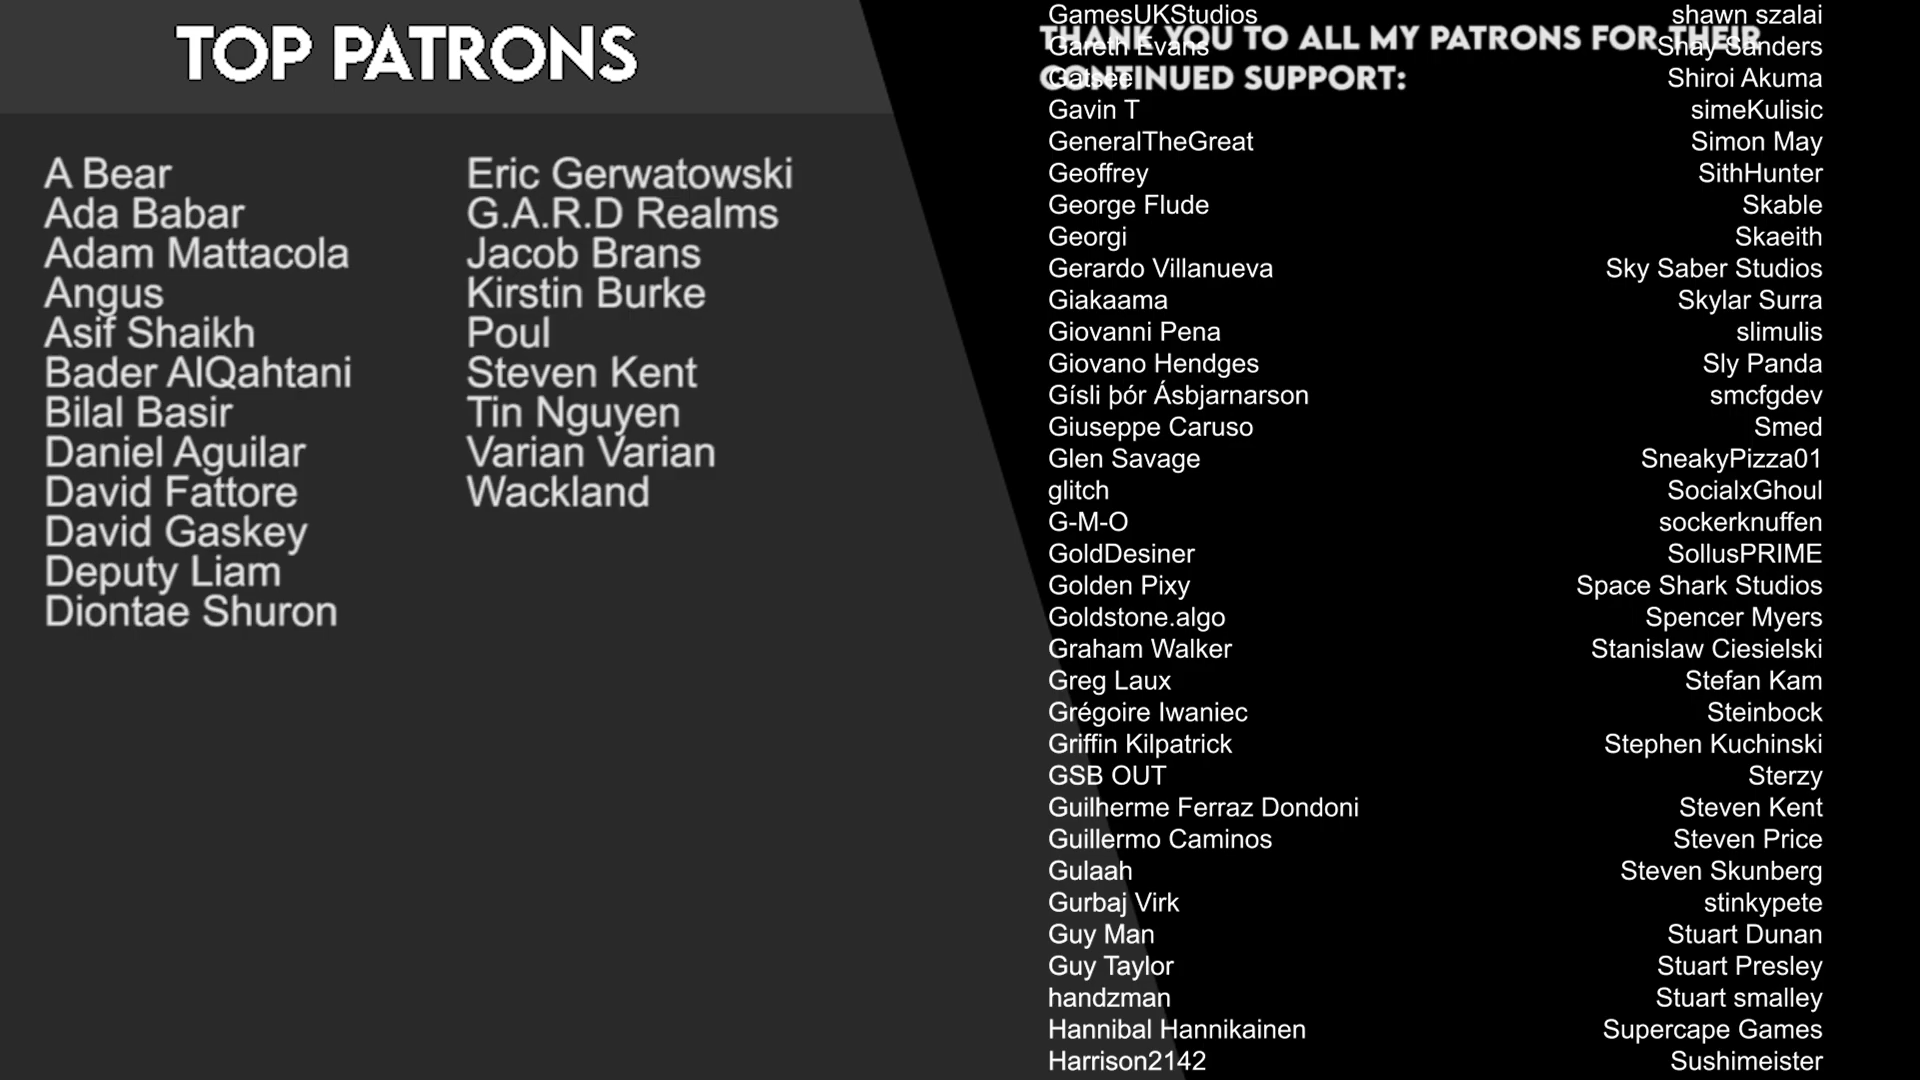 TOP PATRONS
A Bear
Ada Babar
Adam Mattacola
Angus
Asif Shaikh
Bader AlQahtani
Bilal Basir
Daniel Aguilar
David Fattore
David Gaskey
Deputy Liam
Diontae Shuron
Eric Gerwatowski
G.A.R.D Realms
Jacob Brans
Kirstin Burke
Poul
Steven Kent
Tin Nguyen
Varian Varian
Wackland
THANK YOU TO ALL MY PATRONS FOR THEIR
CONTINUED SUPPORT:
GamesUKStudios
Gareth Evans
Gatsee
Gavin T
GeneralTheGreat
Geoffrey
George Flude
Georgi
Gerardo Villanueva
Giakaama
Giovanni Pena
Giovano Hendges
Gísli þór Ásbjarnarson
Giuseppe Caruso
Glen Savage
glitch
G-M-O
GoldDesiner
Golden Pixy
Goldstone.algo
Graham Walker
Greg Laux
Grégoire Iwaniec
Griffin Kilpatrick
GSB OUT
Guilherme Ferraz Dondoni
Guillermo Caminos
Gulaah
Gurbaj Virk
Guy Man
Guy Taylor
handzman
Hannibal Hannikainen
Harrison2142
shawn szalai
Shay Sanders
Shiroi Akuma
simeKulisic
Simon May
SithHunter
Skable
Skaeith
Sky Saber Studios
Skylar Surra
slimulis
Sly Panda
smcfgdev
Smed
SneakyPizza01
SocialxGhoul
sockerknuffen
SollusPRIME
Space Shark Studios
Spencer Myers
Stanislaw Ciesielski
Stefan Kam
Steinbock
Stephen Kuchinski
Sterzy
Steven Kent
Steven Price
Steven Skunberg
stinkypete
Stuart Dunan
Stuart Presley
Stuart smalley
Supercape Games
Sushimeister